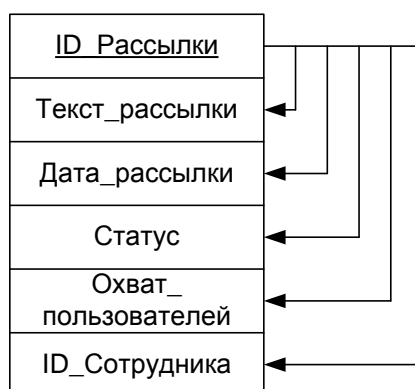 ID_Рассылки
Текст_рассылки
Дата_рассылки
Статус
Охват_
пользователей
ID_Сотрудника